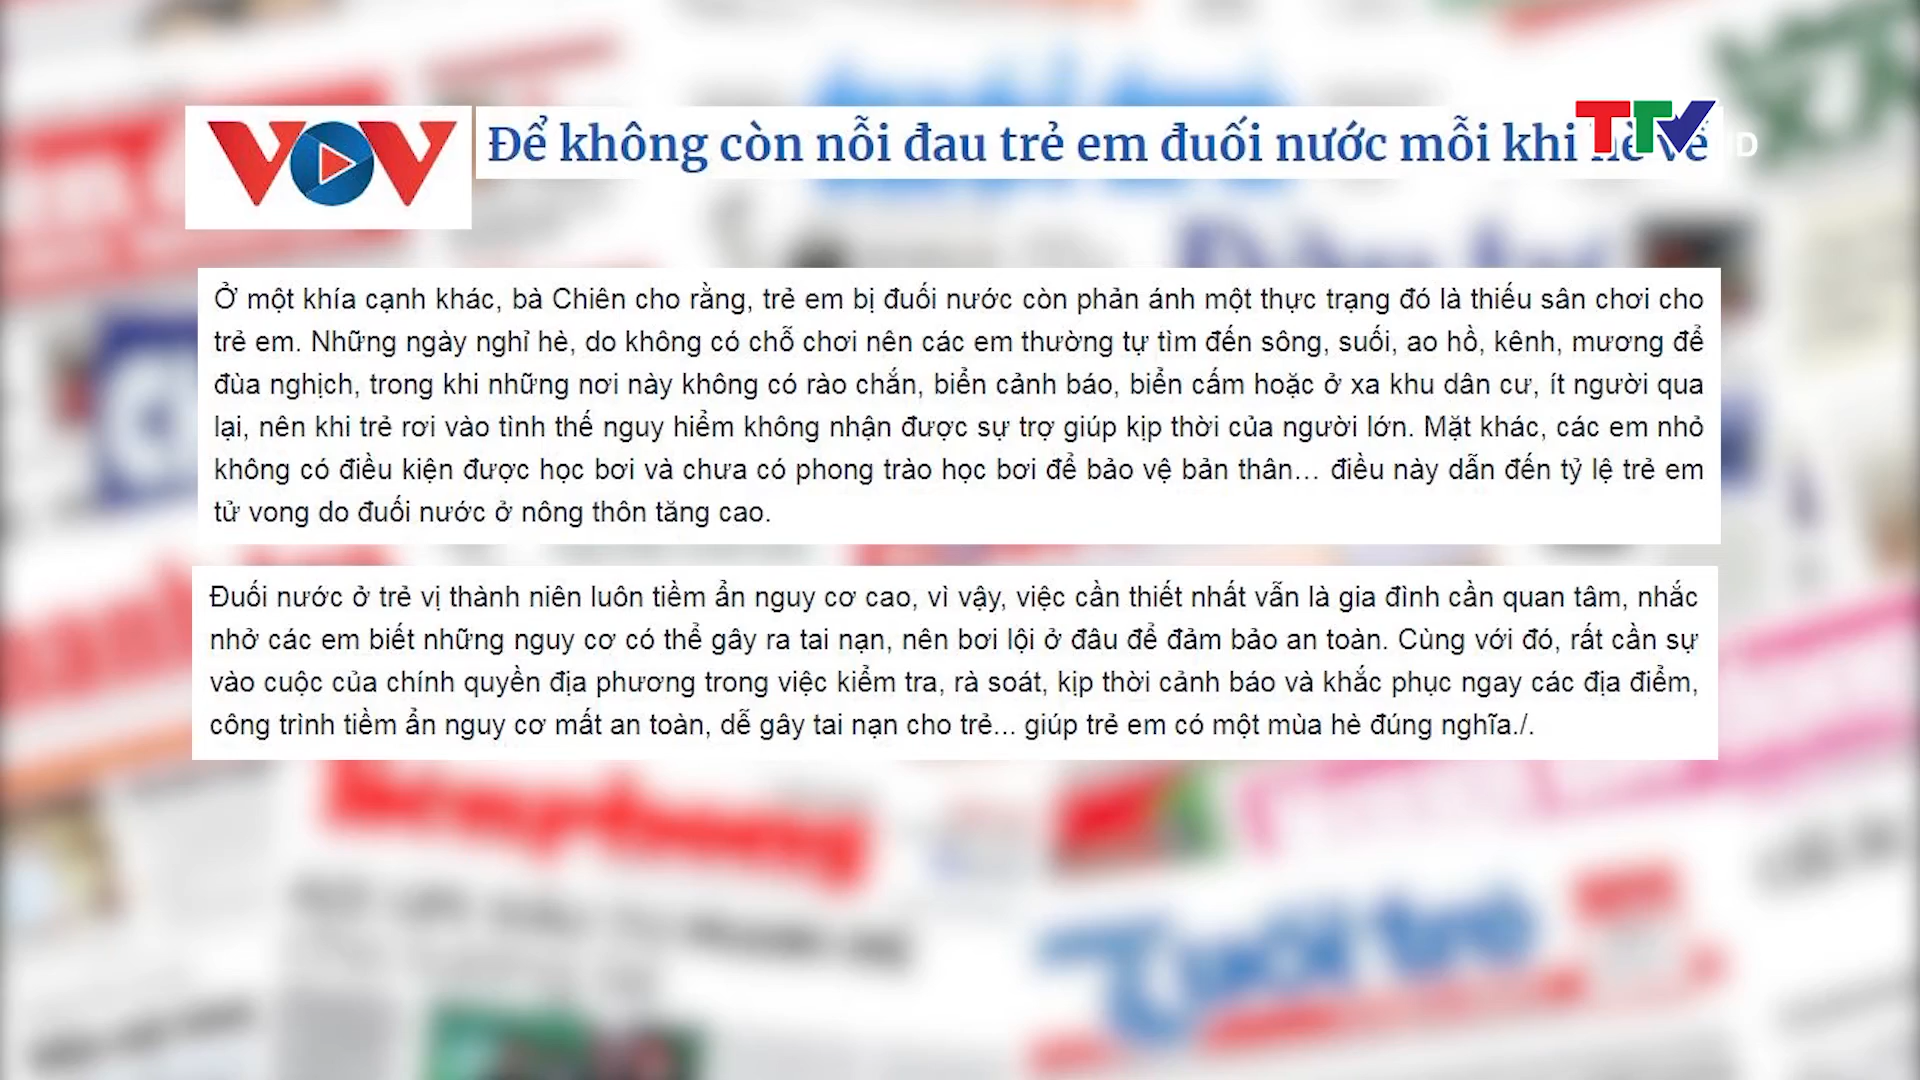 VOV
Để không còn nỗi đau trẻ em đuối nước mỗi khi hè về
TTV
HD
Ở một khía cạnh khác, bà Chiên cho rằng, trẻ em bị đuối nước còn phản ánh một thực trạng đó là thiếu sân chơi cho
trẻ em. Những ngày nghỉ hè, do không có chỗ chơi nên các em thường tự tìm đến sông, suối, ao hồ, kênh, mương để
đùa nghịch, trong khi những nơi này không có rào chắn, biển cảnh báo, biển cấm hoặc ở xa khu dân cư, ít người qua
lại, nên khi trẻ rơi vào tình thế nguy hiểm không nhận được sự trợ giúp kịp thời của người lớn. Mặt khác, các em nhỏ
không có điều kiện được học bơi và chưa có phong trào học bơi để bảo vệ bản thân... điều này dẫn đến tỷ lệ trẻ em
tử vong do đuối nước ở nông thôn tăng cao.
Đuối nước ở trẻ vị thành niên luôn tiềm ẩn nguy cơ cao, vì vậy, việc cần thiết nhất vẫn là gia đình cần quan tâm, nhắc
nhở các em biết những nguy cơ có thể gây ra tai nạn, nên bơi lội ở đâu để đảm bảo an toàn. Cùng với đó, rất cần sự
vào cuộc của chính quyền địa phương trong việc kiểm tra, rà soát, kịp thời cảnh báo và khắc phục ngay các địa điểm,
công trình tiềm ẩn nguy cơ mất an toàn, dễ gây tai nạn cho trẻ... giúp trẻ em có một mùa hè đúng nghĩa./.
Tuổi trẻ